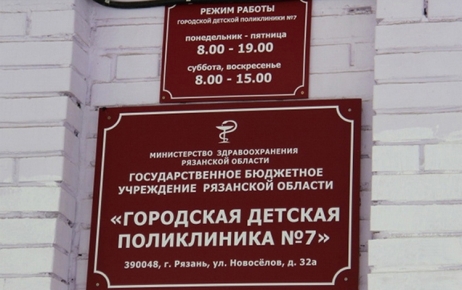 РЕЖИМ РАБОТЫ
ГОРОДСКОЙ ДЕТСКОЙ ПОЛИКЛИНИКИ №7
понедельник - пятница
8.00 - 19.00
суббота, воскресенье
8.00 - 15.00
МИНИСТЕРСТВО ЗДРАВООХРАНЕНИЯ
РЯЗАНСКОЙ ОБЛАСТИ
ГОСУДАРСТВЕННОЕ БЮДЖЕТНОЕ
УЧРЕЖДЕНИЕ РЯЗАНСКОЙ ОБЛАСТИ
«ГОРОДСКАЯ ДЕТСКАЯ
ПОЛИКЛИНИКА №7»
390048, г. Рязань, ул. Новосёлов, д. 32а